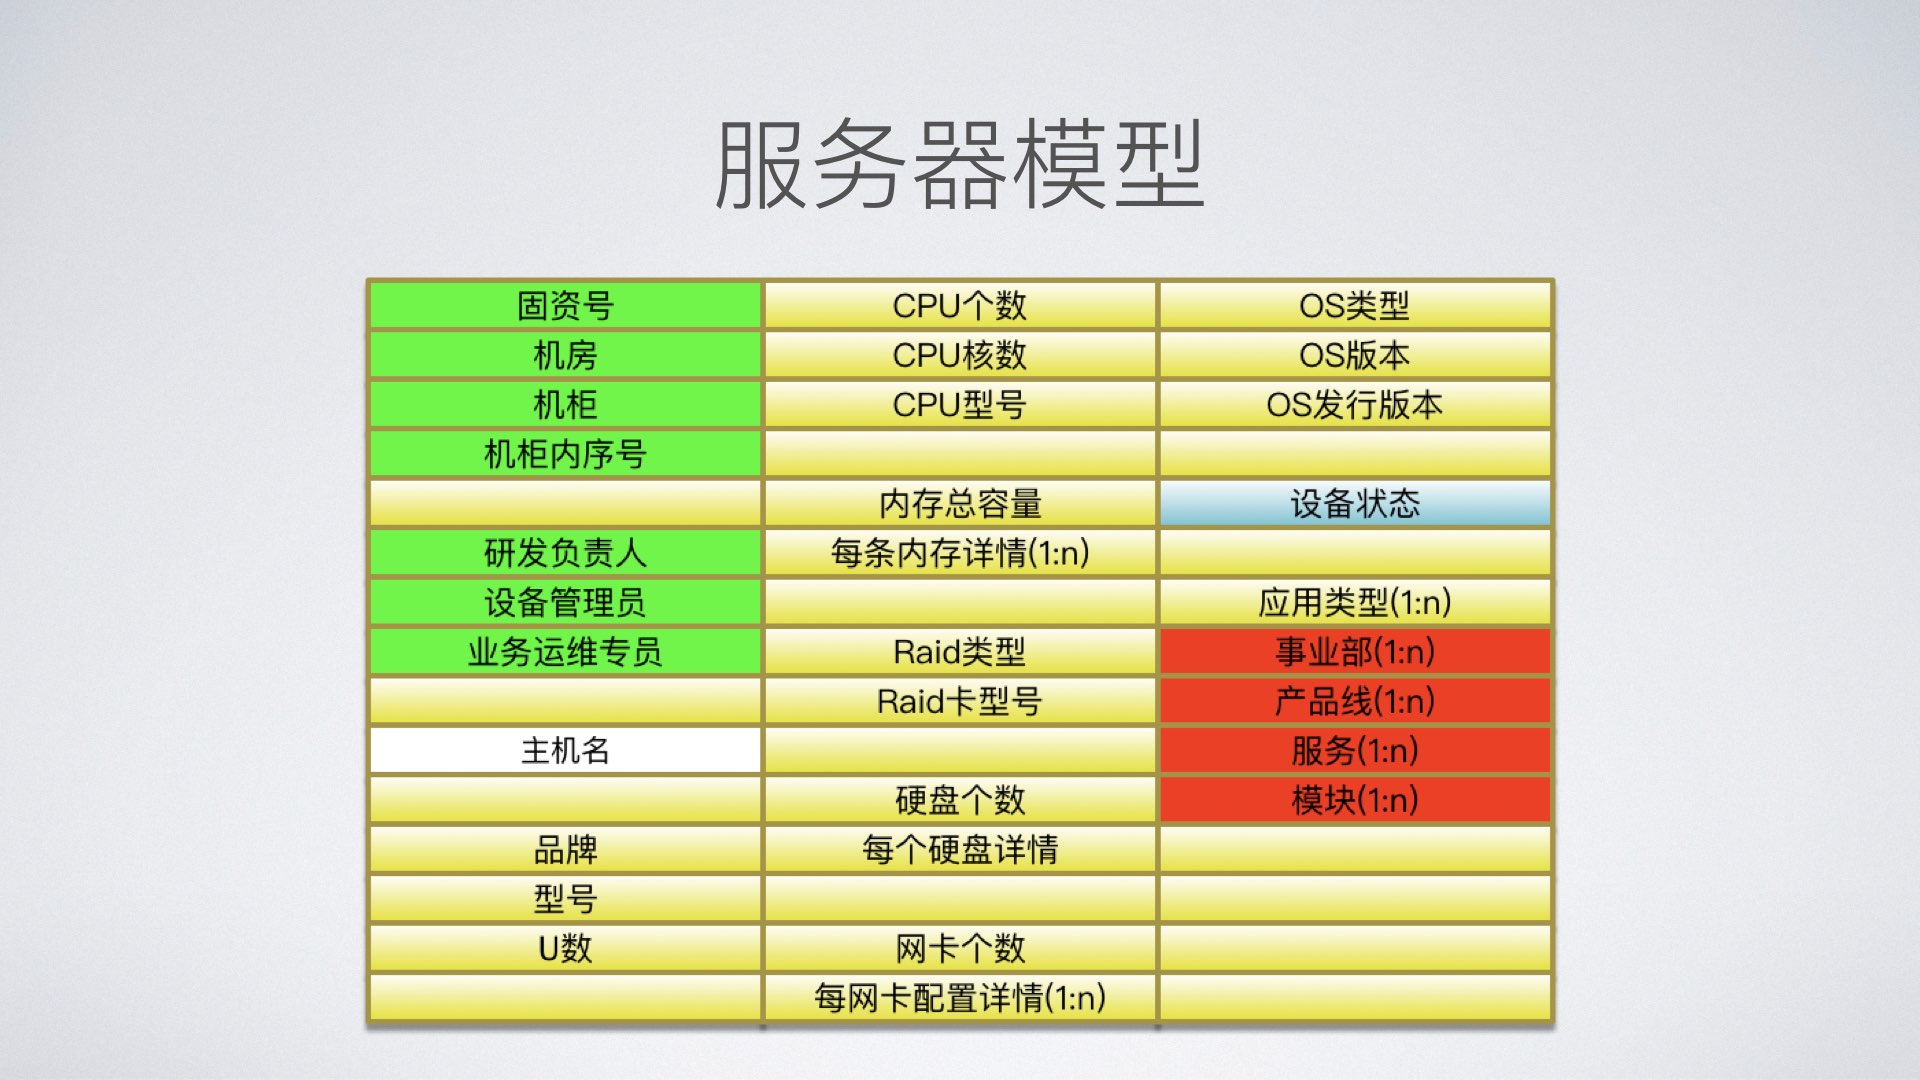 服务器模型
固资号 CPU个数 OS类型
机房 CPU核数 OS版本
机柜 CPU型号 OS发行版本
机柜内序号
内存总容量 设备状态
研发负责人 每条内存详情(1:n)
设备管理员 应用类型(1:n)
业务运维专员 Raid类型 事业部(1:n)
Raid卡型号 产品线(1:n)
主机名 服务(1:n)
硬盘个数 模块(1:n)
品牌 每个硬盘详情
型号
U数 网卡个数
每网卡配置详情(1:n)